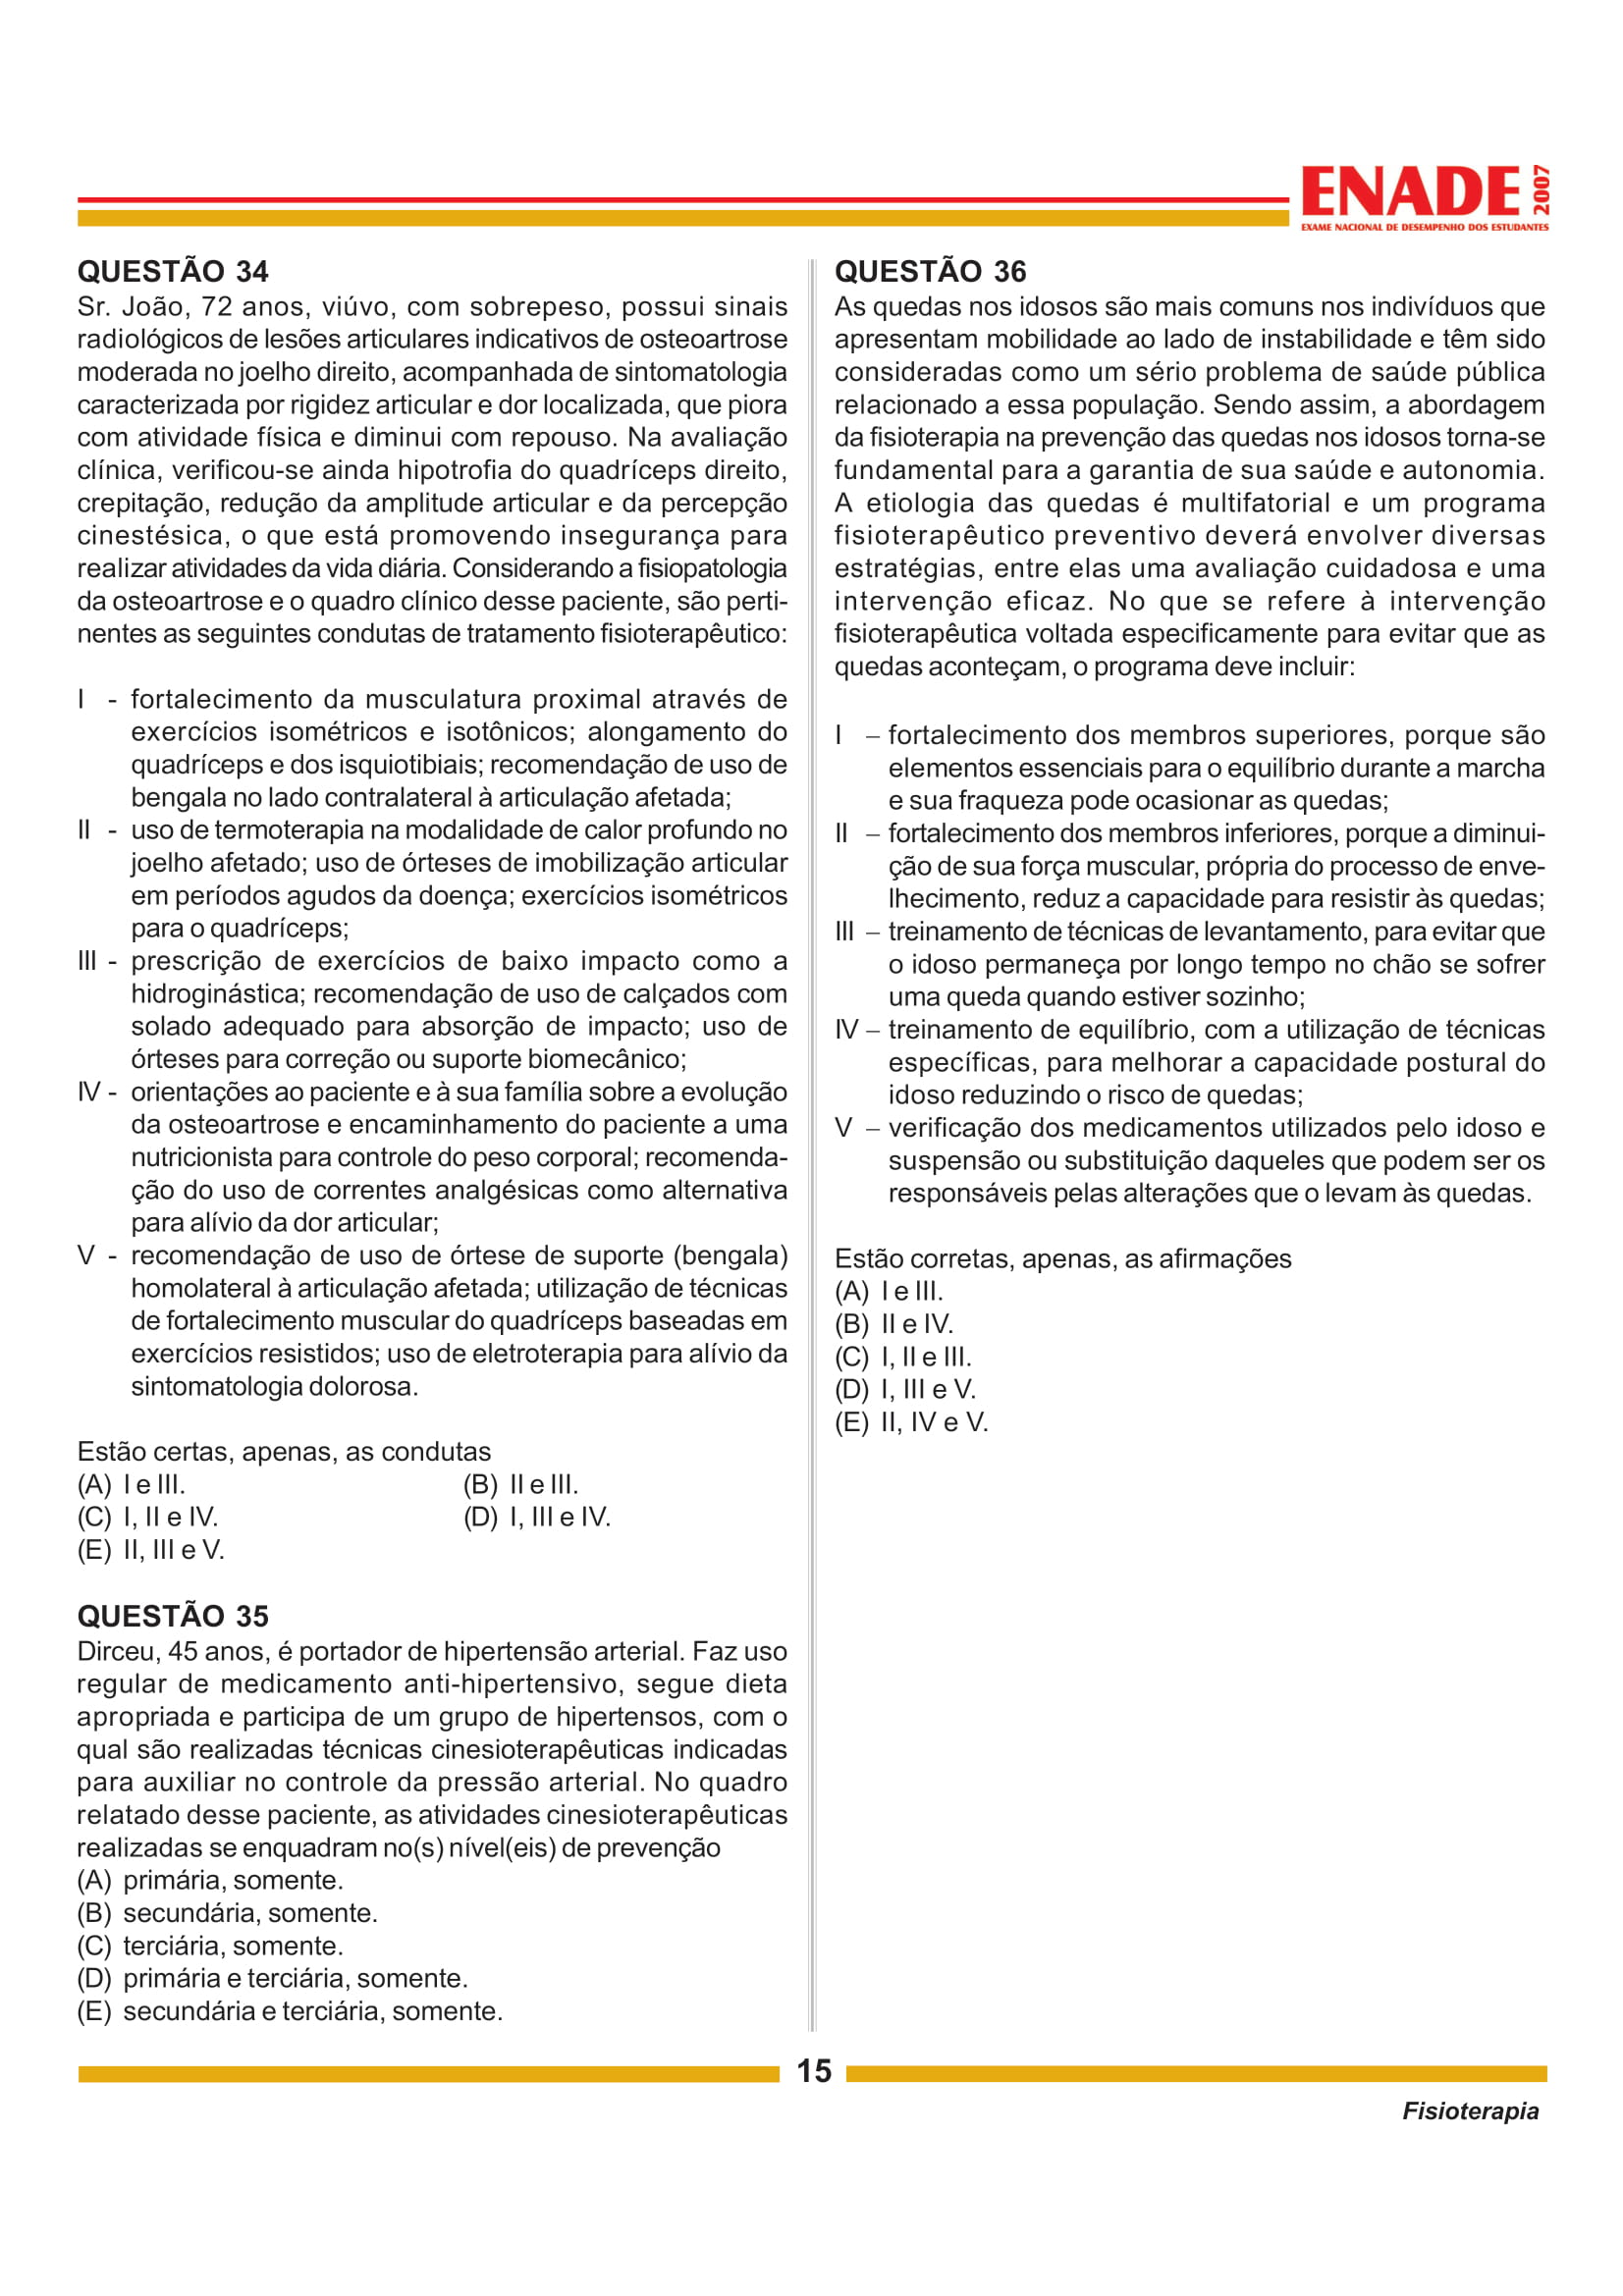 ENADE 2007
EXAME NACIONAL DE DESEMPENHO DOS ESTUDANTES
QUESTÃO 34
Sr. João, 72 anos, viúvo, com sobrepeso, possui sinais
radiológicos de lesões articulares indicativos de osteoartrose
moderada no joelho direito, acompanhada de sintomatologia
caracterizada por rigidez articular e dor localizada, que piora
com atividade física e diminui com repouso. Na avaliação
clínica, verificou-se ainda hipotrofia do quadríceps direito,
crepitação, redução da amplitude articular e da percepção
cinestésica, o que está promovendo insegurança para
realizar atividades da vida diária. Considerando a fisiopatologia
da osteoartrose e o quadro clínico desse paciente, são perti-
nentes as seguintes condutas de tratamento fisioterapêutico:
I - fortalecimento da musculatura proximal através de
exercícios isométricos e isotônicos; alongamento do
quadríceps e dos isquiotibiais; recomendação de uso de
bengala no lado contralateral à articulação afetada;
II - uso de termoterapia na modalidade de calor profundo no
joelho afetado; uso de órteses de imobilização articular
em períodos agudos da doença; exercícios isométricos
para o quadríceps;
III - prescrição de exercícios de baixo impacto como a
hidroginástica; recomendação de uso de calçados com
solado adequado para absorção de impacto; uso de
órteses para correção ou suporte biomecânico;
IV - orientações ao paciente e à sua família sobre a evolução
da osteoartrose e encaminhamento do paciente a uma
nutricionista para controle do peso corporal; recomenda-
ção do uso de correntes analgésicas como alternativa
para alívio da dor articular;
V - recomendação de uso de órtese de suporte (bengala)
homolateral à articulação afetada; utilização de técnicas
de fortalecimento muscular do quadríceps baseadas em
exercícios resistidos; uso de eletroterapia para alívio da
sintomatologia dolorosa.
Estão certas, apenas, as condutas
(A) I e III. (B) II e III.
(C) I, II e IV. (D) I, III e IV.
(E) II, III e V.
QUESTÃO 35
Dirceu, 45 anos, é portador de hipertensão arterial. Faz uso
regular de medicamento anti-hipertensivo, segue dieta
apropriada e participa de um grupo de hipertensos, com o
qual são realizadas técnicas cinesioterapêuticas indicadas
para auxiliar no controle da pressão arterial. No quadro
relatado desse paciente, as atividades cinesioterapêuticas
realizadas se enquadram no(s) nível(eis) de prevenção
(A) primária, somente.
(B) secundária, somente.
(C) terciária, somente.
(D) primária e terciária, somente.
(E) secundária e terciária, somente.
QUESTÃO 36
As quedas nos idosos são mais comuns nos indivíduos que
apresentam mobilidade ao lado de instabilidade e têm sido
consideradas como um sério problema de saúde pública
relacionado a essa população. Sendo assim, a abordagem
da fisioterapia na prevenção das quedas nos idosos torna-se
fundamental para a garantia de sua saúde e autonomia.
A etiologia das quedas é multifatorial e um programa
fisioterapêutico preventivo deverá envolver diversas
estratégias, entre elas uma avaliação cuidadosa e uma
intervenção eficaz. No que se refere à intervenção
fisioterapêutica voltada especificamente para evitar que as
quedas aconteçam, o programa deve incluir:
I – fortalecimento dos membros superiores, porque são
elementos essenciais para o equilíbrio durante a marcha
e sua fraqueza pode ocasionar as quedas;
II – fortalecimento dos membros inferiores, porque a diminui-
ção de sua força muscular, própria do processo de enve-
lhecimento, reduz a capacidade para resistir às quedas;
III – treinamento de técnicas de levantamento, para evitar que
o idoso permaneça por longo tempo no chão se sofrer
uma queda quando estiver sozinho;
IV – treinamento de equilíbrio, com a utilização de técnicas
específicas, para melhorar a capacidade postural do
idoso reduzindo o risco de quedas;
V – verificação dos medicamentos utilizados pelo idoso e
suspensão ou substituição daqueles que podem ser os
responsáveis pelas alterações que o levam às quedas.
Estão corretas, apenas, as afirmações
(A) I e III.
(B) II e IV.
(C) I, II e III.
(D) I, III e V.
(E) II, IV e V.
15
Fisioterapia